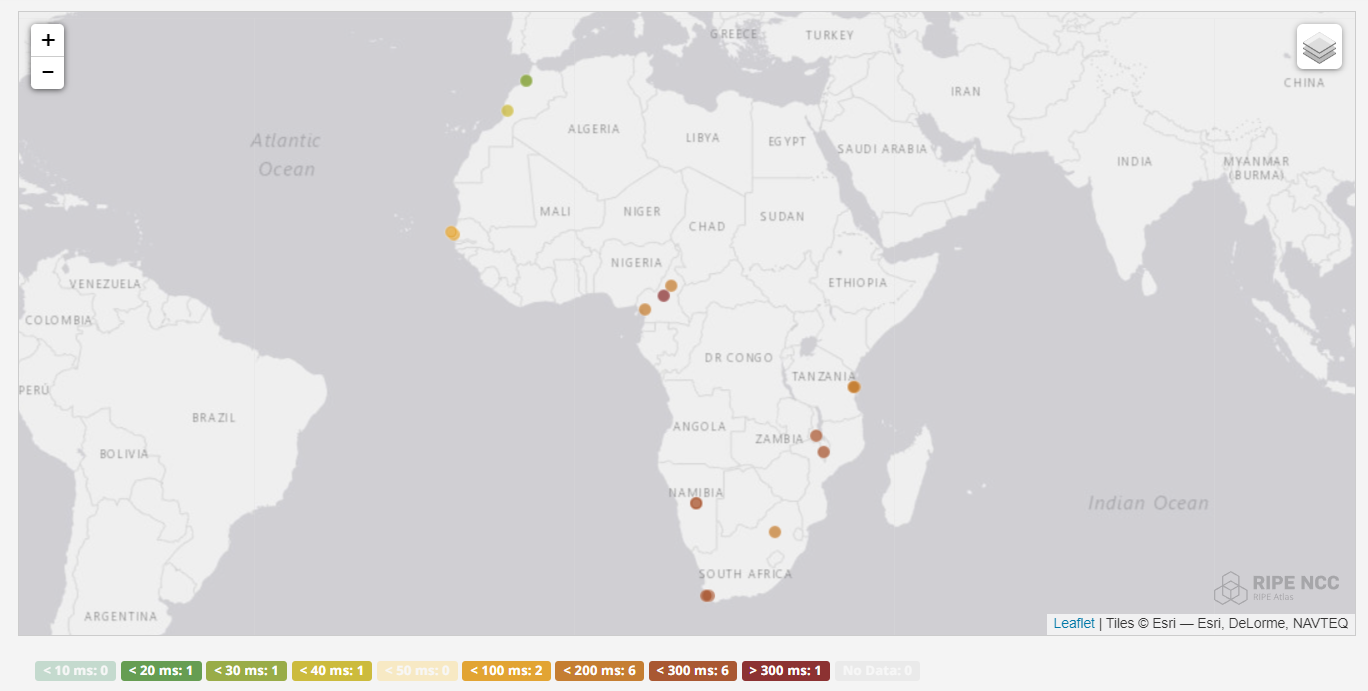 +
−
GREECE
TURKEY
CHINA
IRAN
Atlantic
Ocean
ALGERIA
LIBYA
EGYPT
SAUDI ARABIA
INDIA
MYANMAR
(BURMA)
MALI
NIGER
CHAD
SUDAN
NIGERIA
ETHIOPIA
VENEZUELA
COLOMBIA
DR CONGO
TANZANIA
PERÚ
BRAZIL
ANGOLA
ZAMBIA
BOLIVIA
NAMIBIA
Indian Ocean
SOUTH AFRICA
ARGENTINA
RIPE NCC
RIPE Atlas
Leaflet | Tiles © Esri — Esri, DeLorme, NAVTEQ
< 10 ms: 0 < 20 ms: 1 < 30 ms: 1 < 40 ms: 1 < 50 ms: 0 < 100 ms: 2 < 200 ms: 6 < 300 ms: 6 > 300 ms: 1 No Data: 0